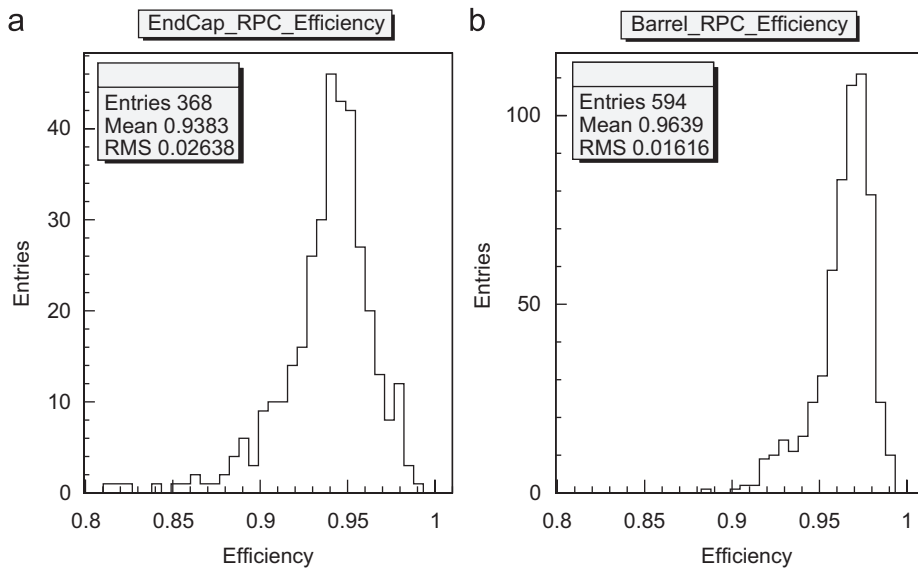 a
EndCap_RPC_Efficiency
Entries 368
Mean 0.9383
RMS 0.02638
Entries
40
30
20
10
0
0.8 0.85 0.9 0.95 1
Efficiency
b
Barrel_RPC_Efficiency
Entries 594
Mean 0.9639
RMS 0.01616
Entries
100
50
0
0.8 0.85 0.9 0.95 1
Efficiency